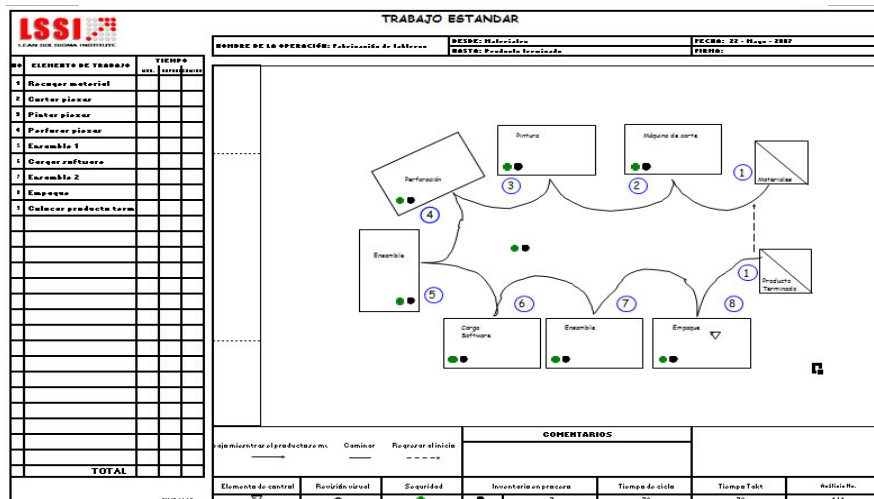 TRABAJO ESTANDAR
LSSI
LEAN SIX SIGMA INSTITUTE
NOMBRE DE LA OPERACIÓN: Fabricación de tableros
DESDE: Materiales
FECHA: 22 - Mayo - 2007
HASTA: Producto terminado
FIRMA:
NO ELEMENTO DE TRABAJO TIEMPO
1 Recoger material
2 Cortar piezas
3 Pintar piezas
4 Perforar piezas
5 Ensamble 1
6 Cargar software
7 Ensamble 2
8 Empaque
9 Colocar producto term
TOTAL
Pintura
Máquina de corte
Perforación
Materiales
1
2
3
4
Ensamble
5
6
7
8
1
Producto
Terminado
Carga
Software
Ensamble
Empaque
Caminar
Regresar al inicio
COMENTARIOS
Elemento de control
Revisión visual
Seguridad
Inventario en proceso
Tiempo de ciclo
Tiempo Takt
Análisis No.